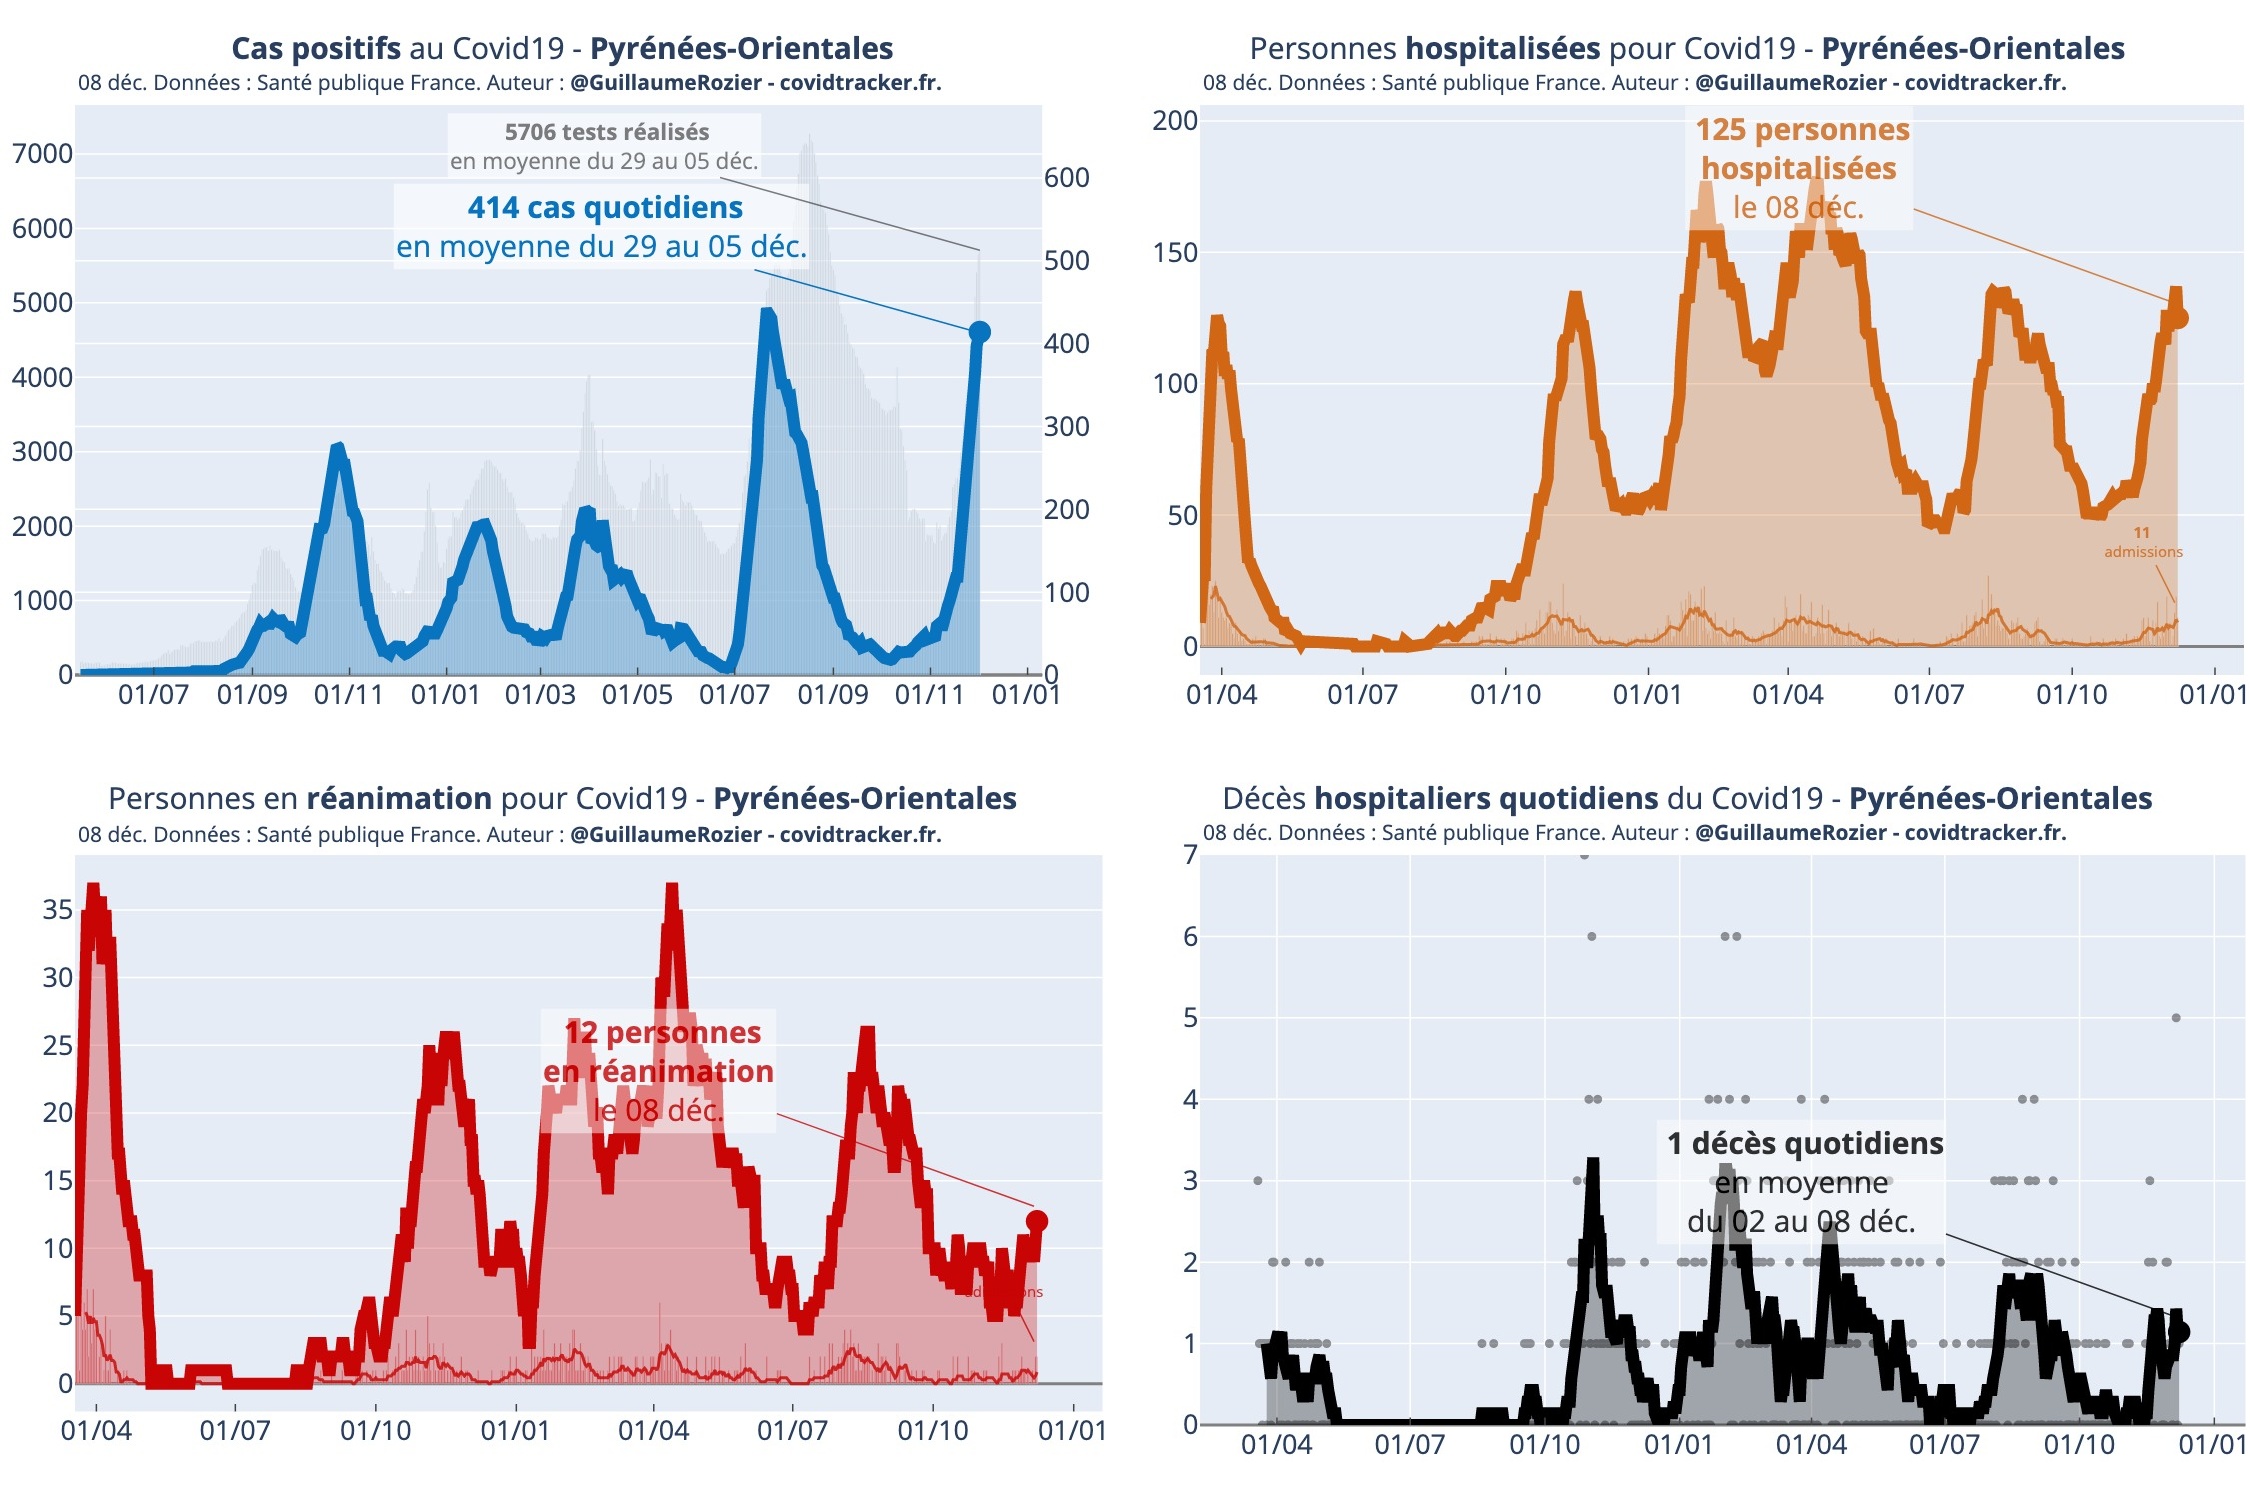 Cas positifs au Covid19 - Pyrénées-Orientales
08 déc. Données : Santé publique France. Auteur : @GuillaumeRozier - covidtracker.fr.
5706 tests réalisés
en moyenne du 29 au 05 déc.
414 cas quotidiens
en moyenne du 29 au 05 déc.
7000
6000
5000
4000
3000
2000
1000
0
600
500
400
300
200
100
0
01/07 01/09 01/11 01/01 01/03 01/05 01/07 01/09 01/11 01/01
Personnes hospitalisées pour Covid19 - Pyrénées-Orientales
08 déc. Données : Santé publique France. Auteur : @GuillaumeRozier - covidtracker.fr.
125 personnes
hospitalisées
le 08 déc.
11
admissions
200
150
100
50
0
01/04 01/07 01/10 01/01 01/04 01/07 01/10 01/01
Personnes en réanimation pour Covid19 - Pyrénées-Orientales
08 déc. Données : Santé publique France. Auteur : @GuillaumeRozier - covidtracker.fr.
12 personnes
en réanimation
le 08 déc.
35
30
25
20
15
10
5
0
01/04 01/07 01/10 01/01 01/04 01/07 01/10 01/01
Décès hospitaliers quotidiens du Covid19 - Pyrénées-Orientales
08 déc. Données : Santé publique France. Auteur : @GuillaumeRozier - covidtracker.fr.
1 décès quotidiens
en moyenne
du 02 au 08 déc.
7
6
5
4
3
2
1
0
01/04 01/07 01/10 01/01 01/04 01/07 01/10 01/01